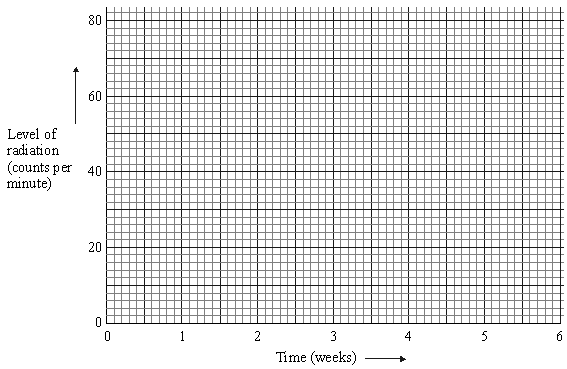 80
60
Level of
radiation
(counts per
minute)
40
20
0
0 1 2 3 4 5 6
Time (weeks)